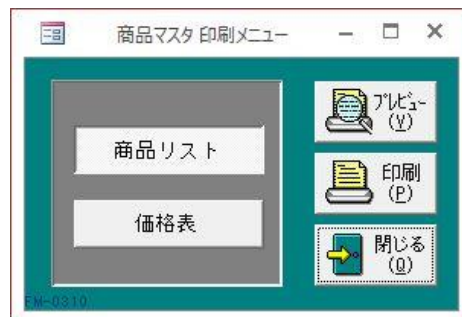 商品マスタ 印刷メニュー
商品リスト
価格表
プレビュー
(V)
印刷
(P)
閉じる
(Q)
FM-0310